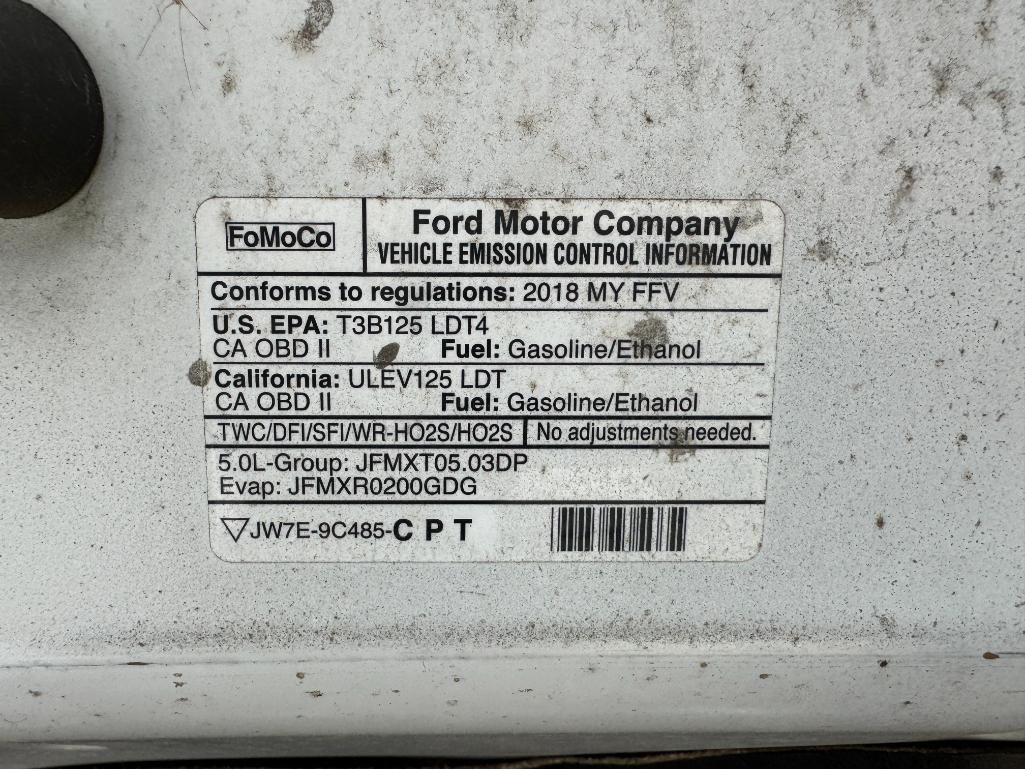 FoMoCo
Ford Motor Company
VEHICLE EMISSION CONTROL INFORMATION
Conforms to regulations: 2018 MY FFV
U.S. EPA: T3B125 LDT4
CA OBD II Fuel: Gasoline/Ethanol
California: ULEV125 LDT
CA OBD II Fuel: Gasoline/Ethanol
TWC/DFI/SFI/WR-HO2S/HO2S No adjustments needed.
5.0L-Group: JFMXT05.03DP
Evap: JFMXR0200GDG
JW7E-9C485-C P T